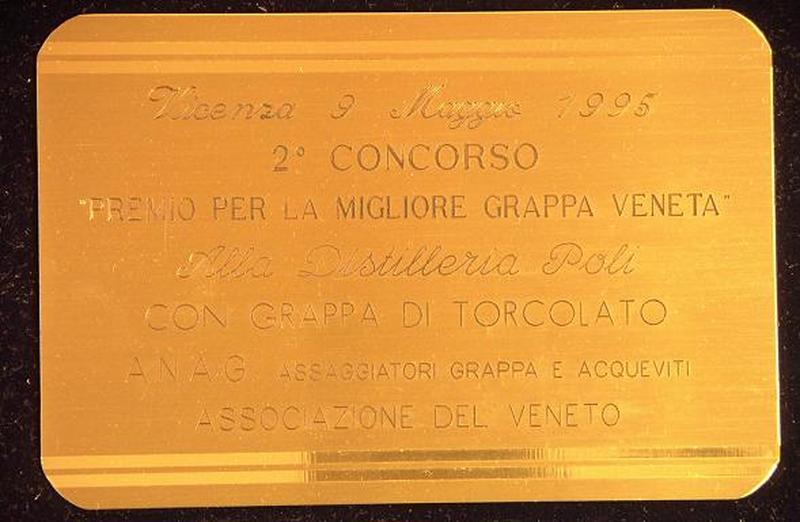 Vicenza 9 Maggio 1995
2° CONCORSO
"PREMIO PER LA MIGLIORE GRAPPA VENETA"
Alla Distilleria Poli
CON GRAPPA DI TORCOLATO
A.N.A.G. ASSAGGIATORI GRAPPA E ACQUEVITI
ASSOCIAZIONE DEL VENETO